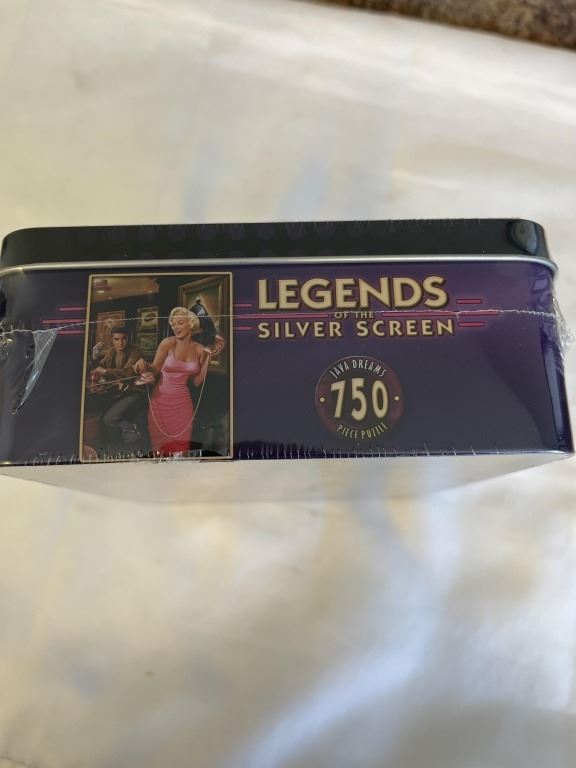 LEGENDS
OF THE
SILVER SCREEN
JAVA DREAMS
750
PIECE PUZZLE